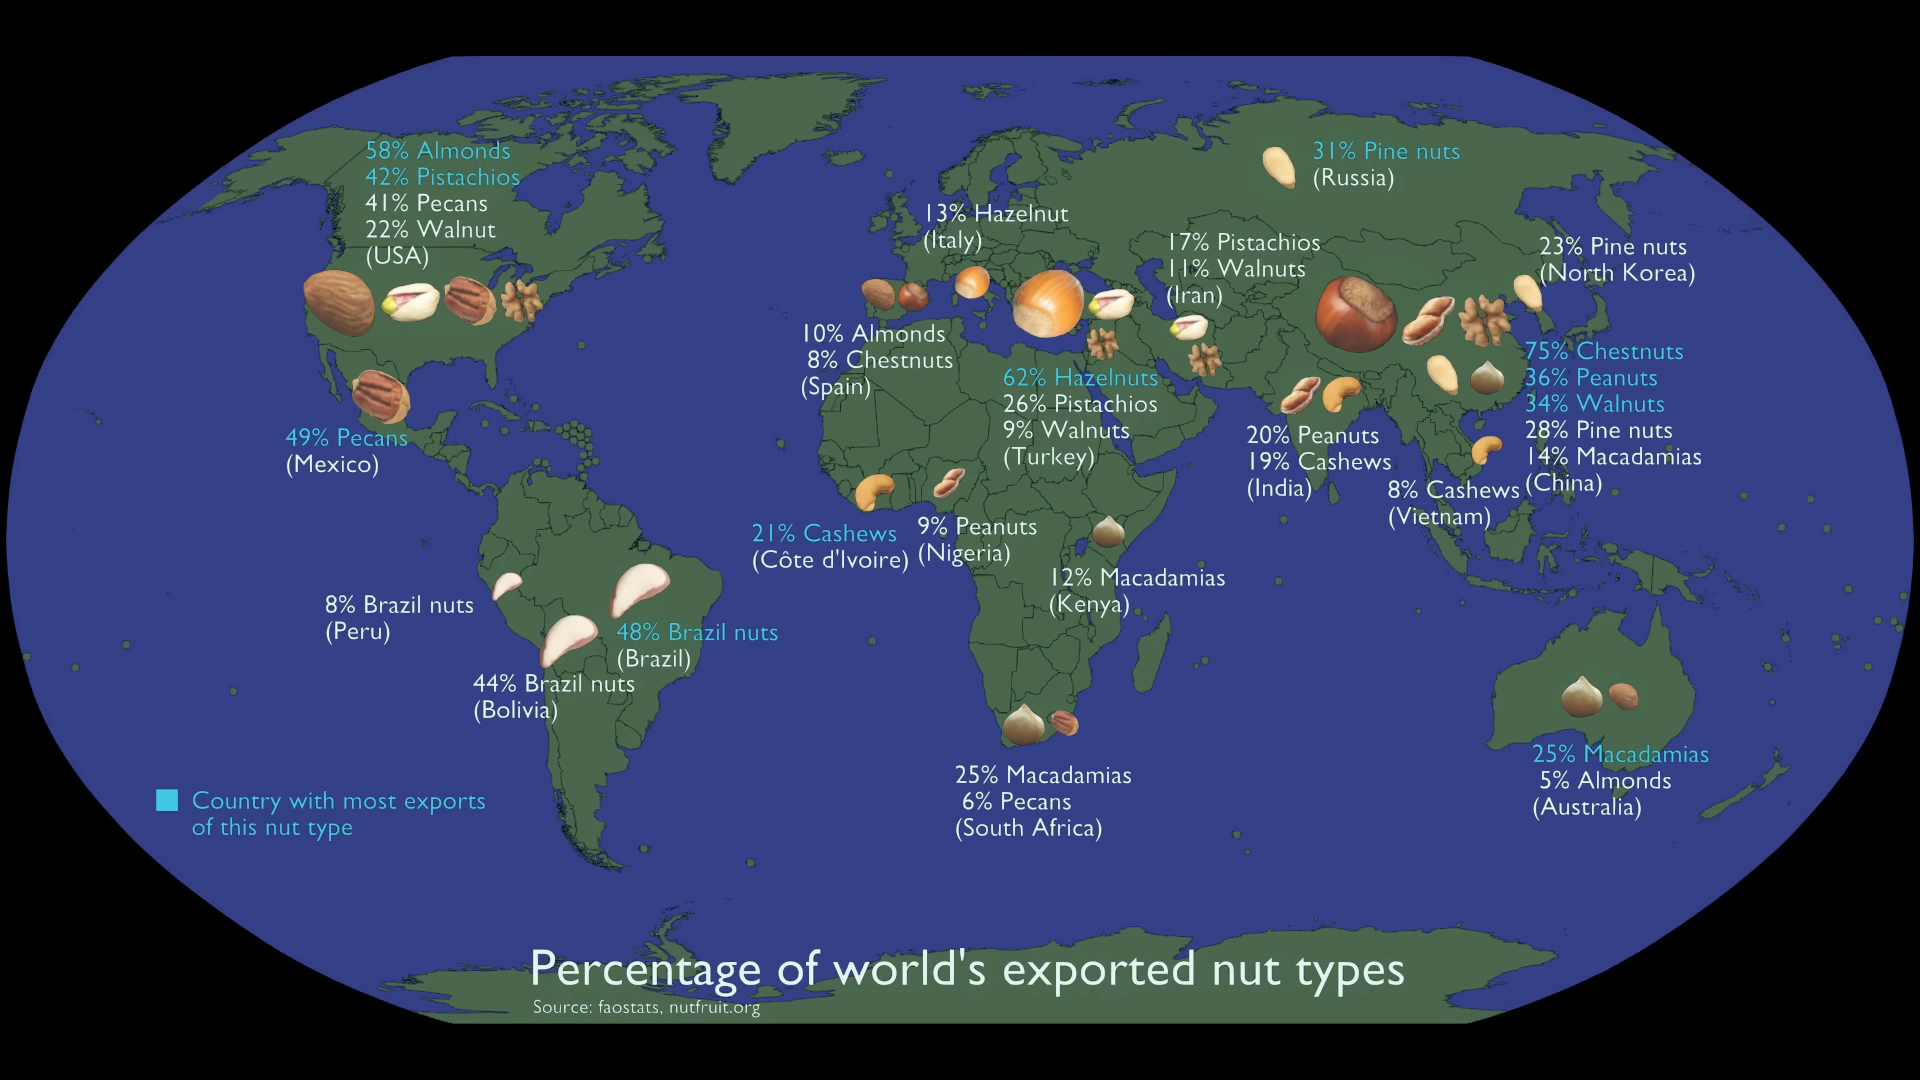 58% Almonds
42% Pistachios
41% Pecans
22% Walnut
(USA)
49% Pecans
(Mexico)
8% Brazil nuts
(Peru)
48% Brazil nuts
(Brazil)
44% Brazil nuts
(Bolivia)
13% Hazelnut
(Italy)
10% Almonds
8% Chestnuts
(Spain)
62% Hazelnuts
26% Pistachios
9% Walnuts
(Turkey)
21% Cashews
(Côte d'Ivoire)
9% Peanuts
(Nigeria)
12% Macadamias
(Kenya)
25% Macadamias
6% Pecans
(South Africa)
31% Pine nuts
(Russia)
17% Pistachios
11% Walnuts
(Iran)
23% Pine nuts
(North Korea)
75% Chestnuts
36% Peanuts
34% Walnuts
28% Pine nuts
14% Macadamias
(China)
20% Peanuts
19% Cashews
(India)
8% Cashews
(Vietnam)
25% Macadamias
5% Almonds
(Australia)
Country with most exports
of this nut type
Percentage of world's exported nut types
Source: faostats, nutfruit.org